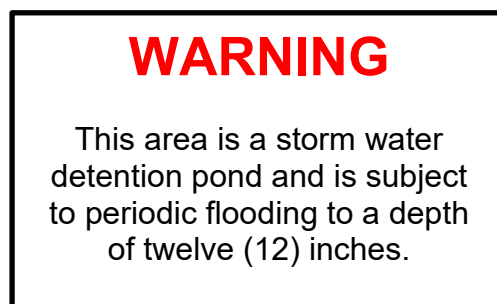 WARNING
This area is a storm water
detention pond and is subject
to periodic flooding to a depth
of twelve (12) inches.